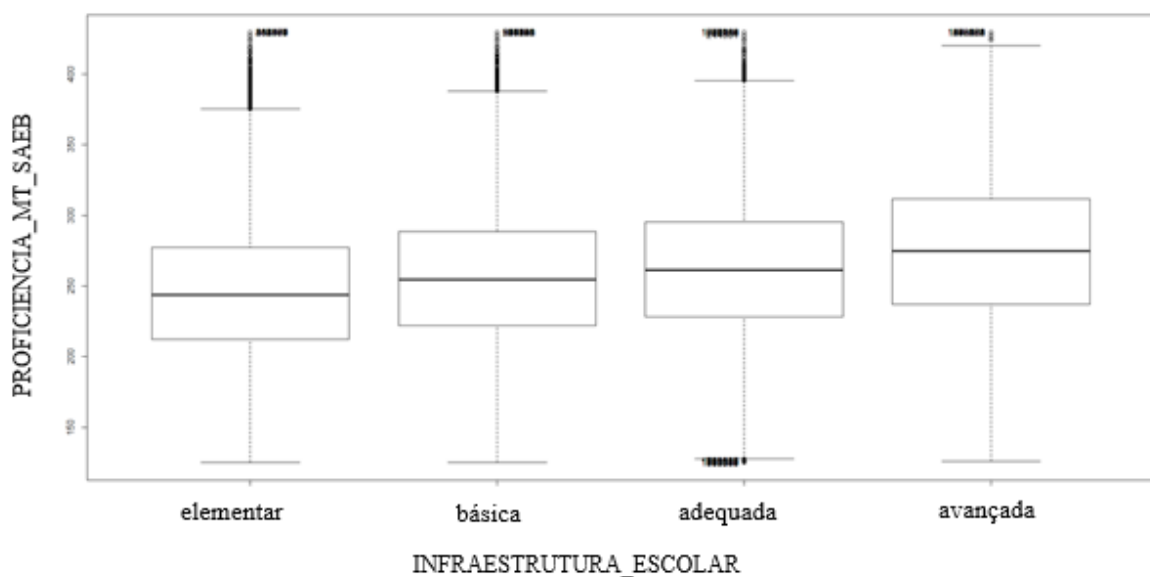 PROFICIENCIA_MT_SAEB
400
350
300
250
200
150
elementar
básica
adequada
avançada
INFRAESTRUTURA_ESCOLAR